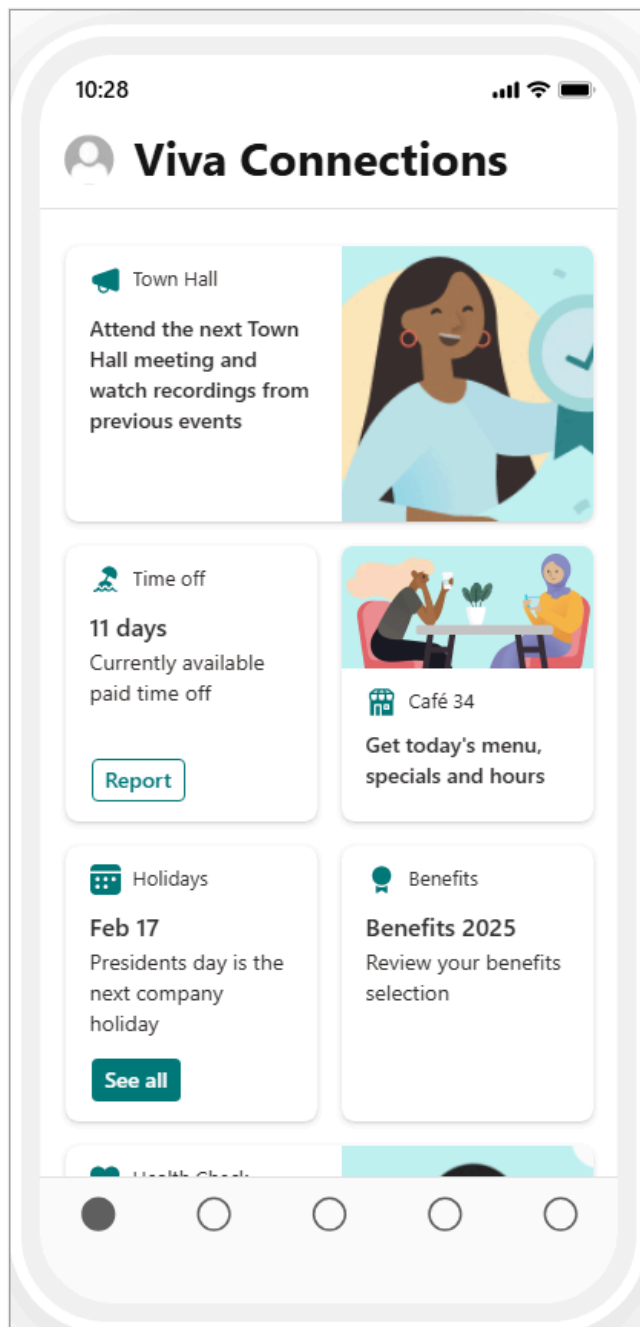 10:28
Viva Connections
Town Hall
Attend the next Town
Hall meeting and
watch recordings from
previous events
Time off
11 days
Currently available
paid time off
Report
Café 34
Get today's menu,
specials and hours
Holidays
Feb 17
Presidents day is the
next company
holiday
See all
Benefits
Benefits 2025
Review your benefits
selection
Health Check